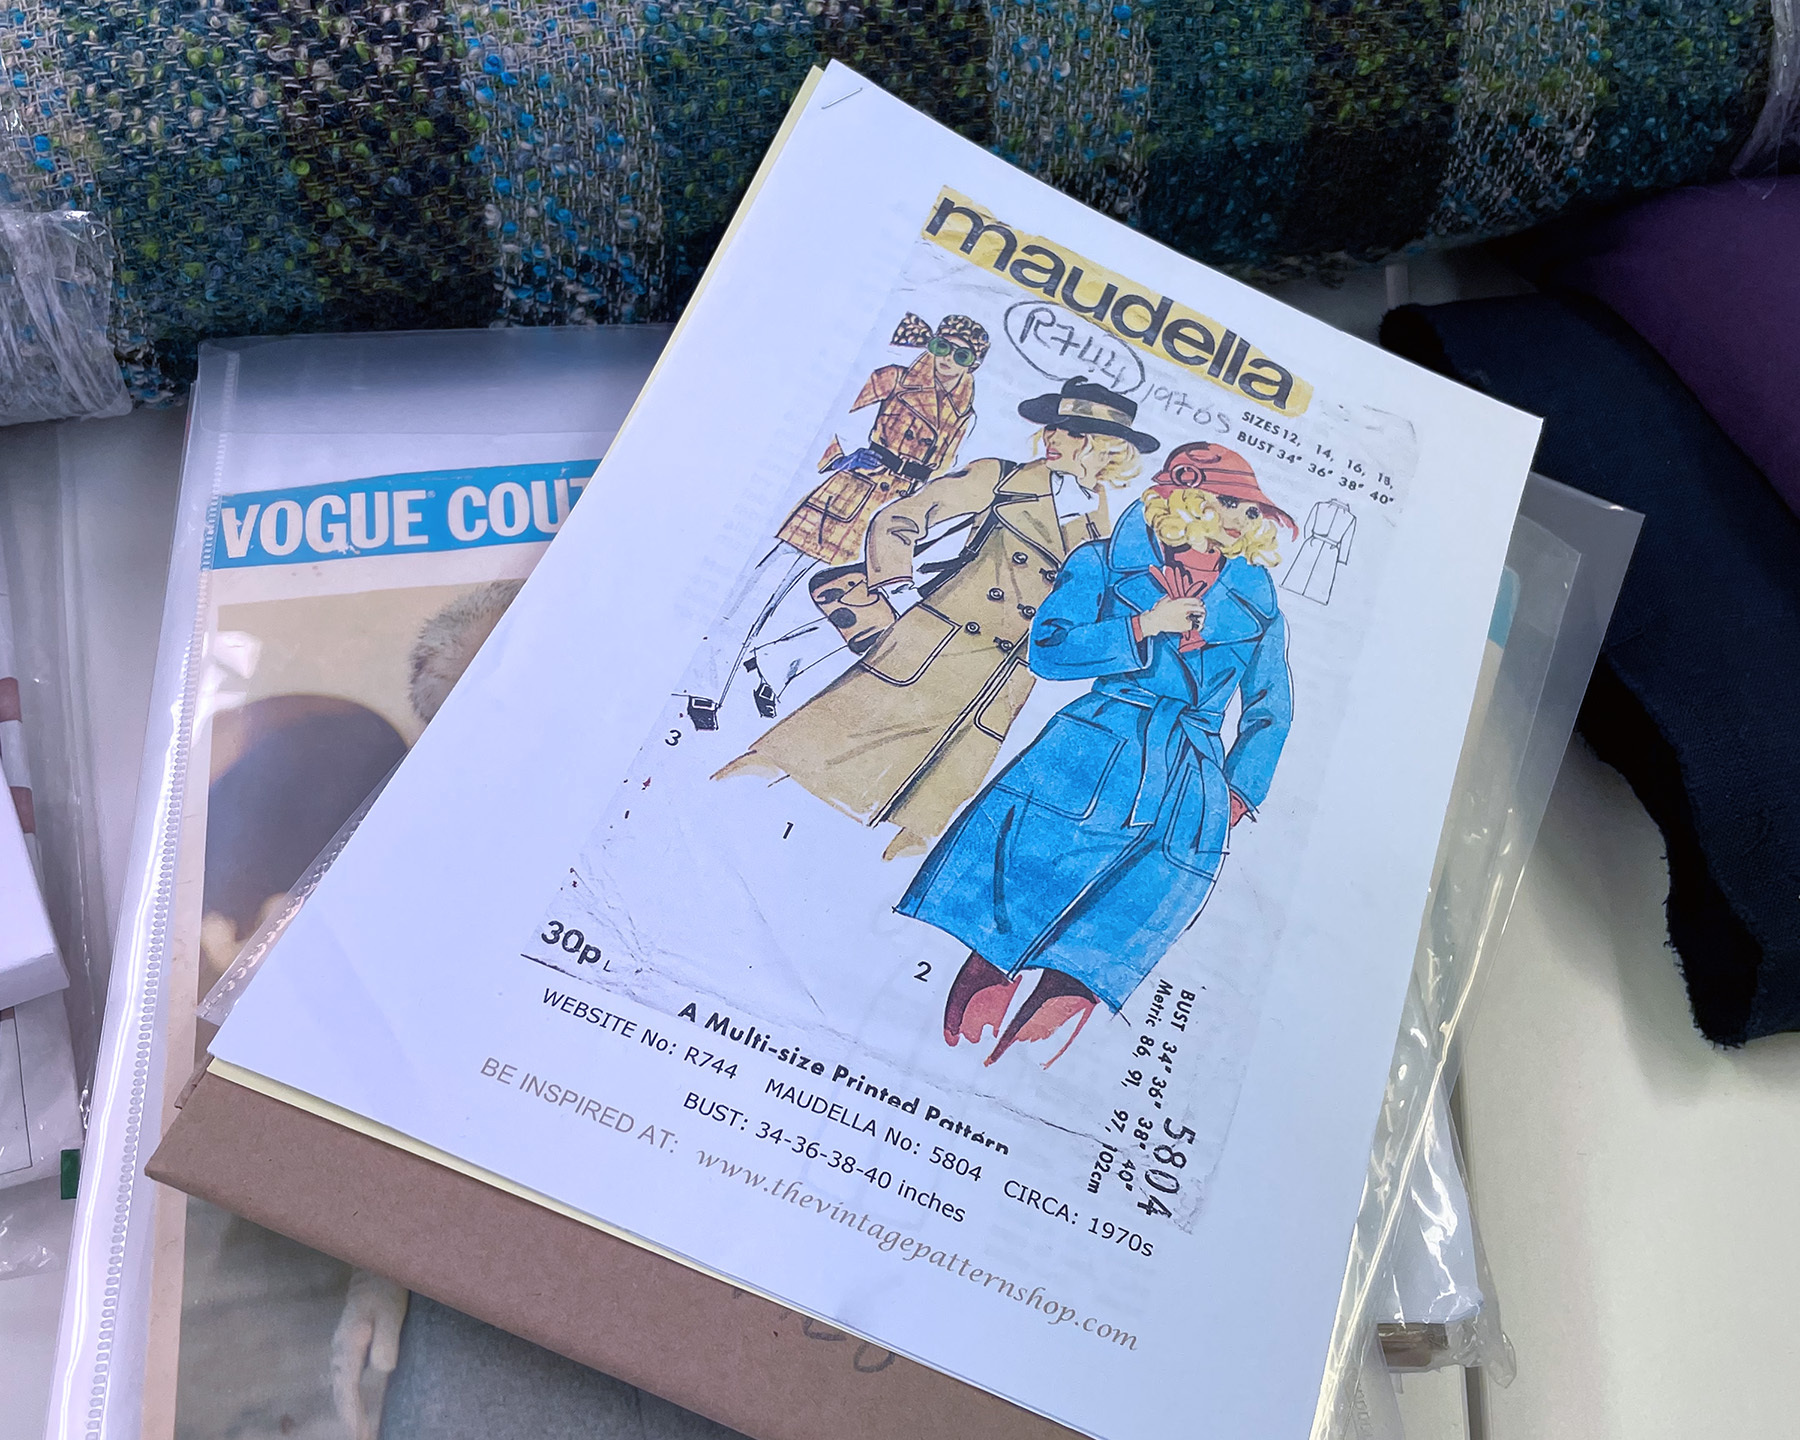 maudella
R744
1970s
SIZES 12, 14, 16, 18,
BUST 34" 36" 38" 40"
VOGUE COUT
3
1
2
30p
A Multi-size Printed Pattern
BUST 34" 36" 38" 40"
Metric 86, 91, 97, 102cm
5804
WEBSITE No: R744 MAUDELLA No: 5804 CIRCA: 1970s
BUST: 34-36-38-40 inches
BE INSPIRED AT: www.thevintagepatternshop.com